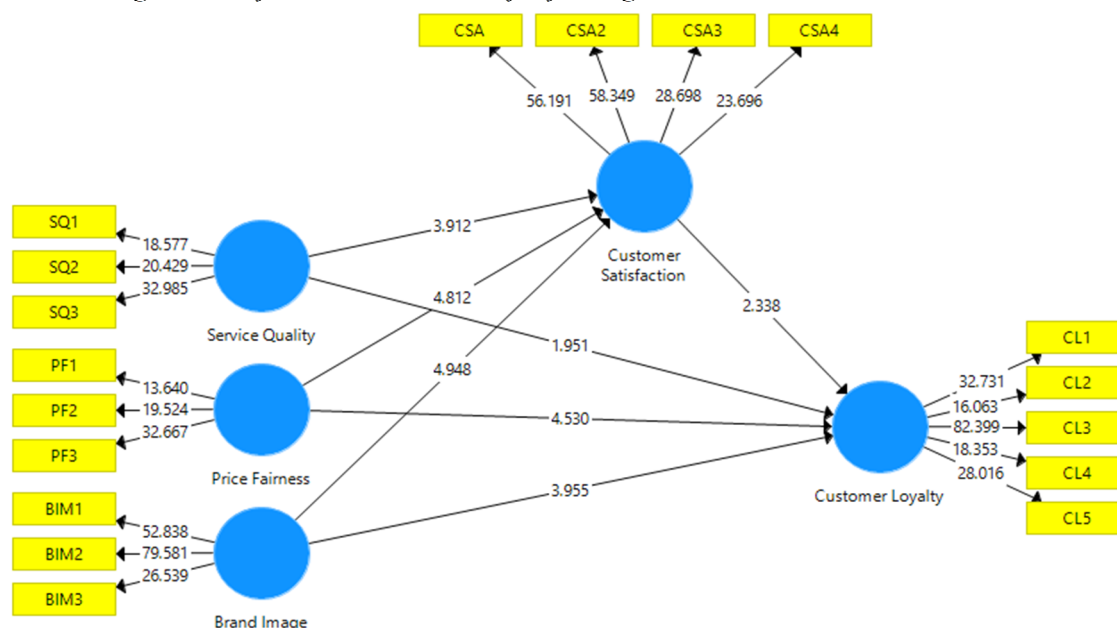 CSA
CSA2
CSA3
CSA4
56.191
58.349
28.698
23.696
SQ1
SQ2
SQ3
18.577
20.429
32.985
Service Quality
3.912
Customer
Satisfaction
4.812
2.338
1.951
4.948
PF1
PF2
PF3
13.640
19.524
32.667
Price Fairness
4.530
CL1
CL2
CL3
CL4
CL5
32.731
16.063
82.399
18.353
28.016
Customer Loyalty
3.955
BIM1
BIM2
BIM3
52.838
79.581
26.539
Brand Image